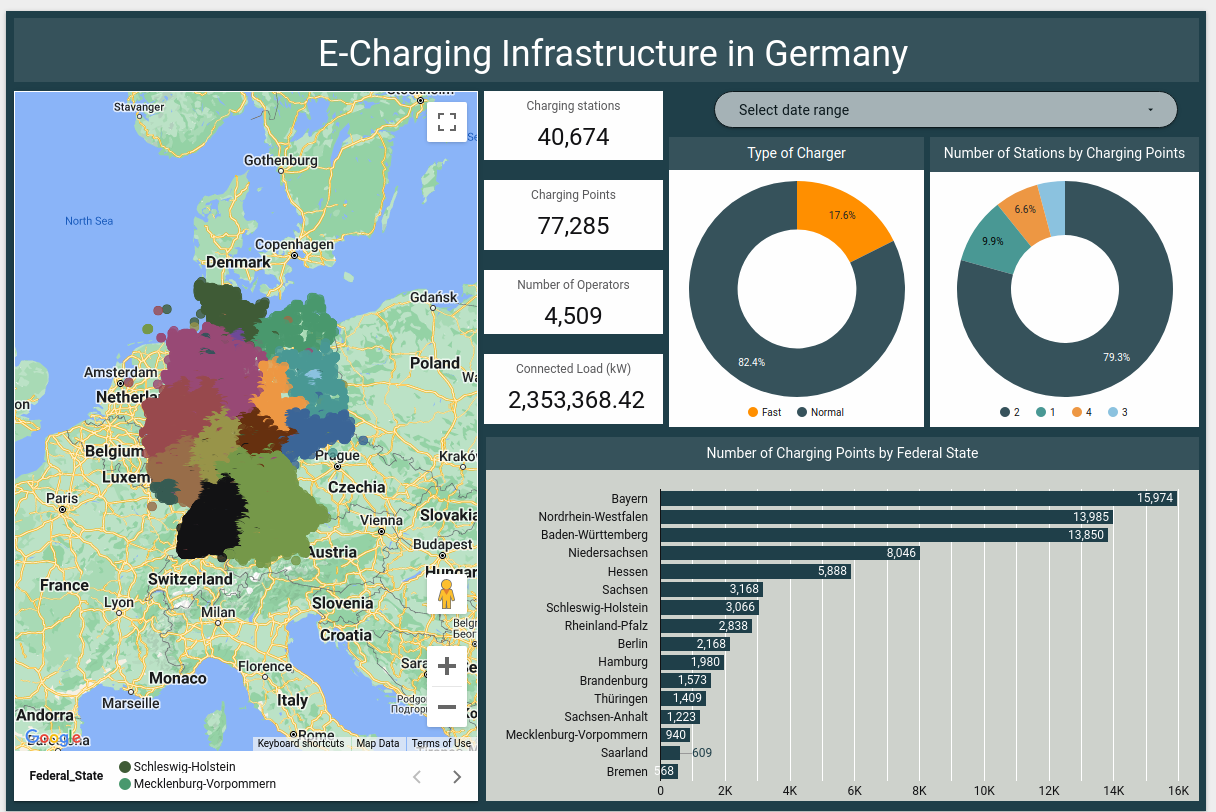 E-Charging Infrastructure in Germany
Stavanger
Gothenburg
North Sea
Copenhagen
Denmark
Gdańsk
Amsterdam
Poland
Belgium
Prague
Luxem
Czechia
Paris
Vienna
Slovakia
Austria
Budapest
Switzerland
France
Lyon
Slovenia
Milan
Croatia
Florence
Monaco
Marseille
Italy
Andorra
Rome
Google
Keyboard shortcuts
Map Data
Terms of Use
Federal_State
Schleswig-Holstein
Mecklenburg-Vorpommern
Charging stations
40,674
Charging Points
77,285
Number of Operators
4,509
Connected Load (kW)
2,353,368.42
Select date range
Type of Charger
17.6%
82.4%
Fast Normal
Number of Stations by Charging Points
6.6%
9.9%
79.3%
2 1 4 3
Number of Charging Points by Federal State
Bayern 15,974
Nordrhein-Westfalen 13,985
Baden-Württemberg 13,850
Niedersachsen 8,046
Hessen 5,888
Sachsen 3,168
Schleswig-Holstein 3,066
Rheinland-Pfalz 2,838
Berlin 2,168
Hamburg 1,980
Brandenburg 1,573
Thüringen 1,409
Sachsen-Anhalt 1,223
Mecklenburg-Vorpommern 940
Saarland 609
Bremen 568
0 2K 4K 6K 8K 10K 12K 14K 16K